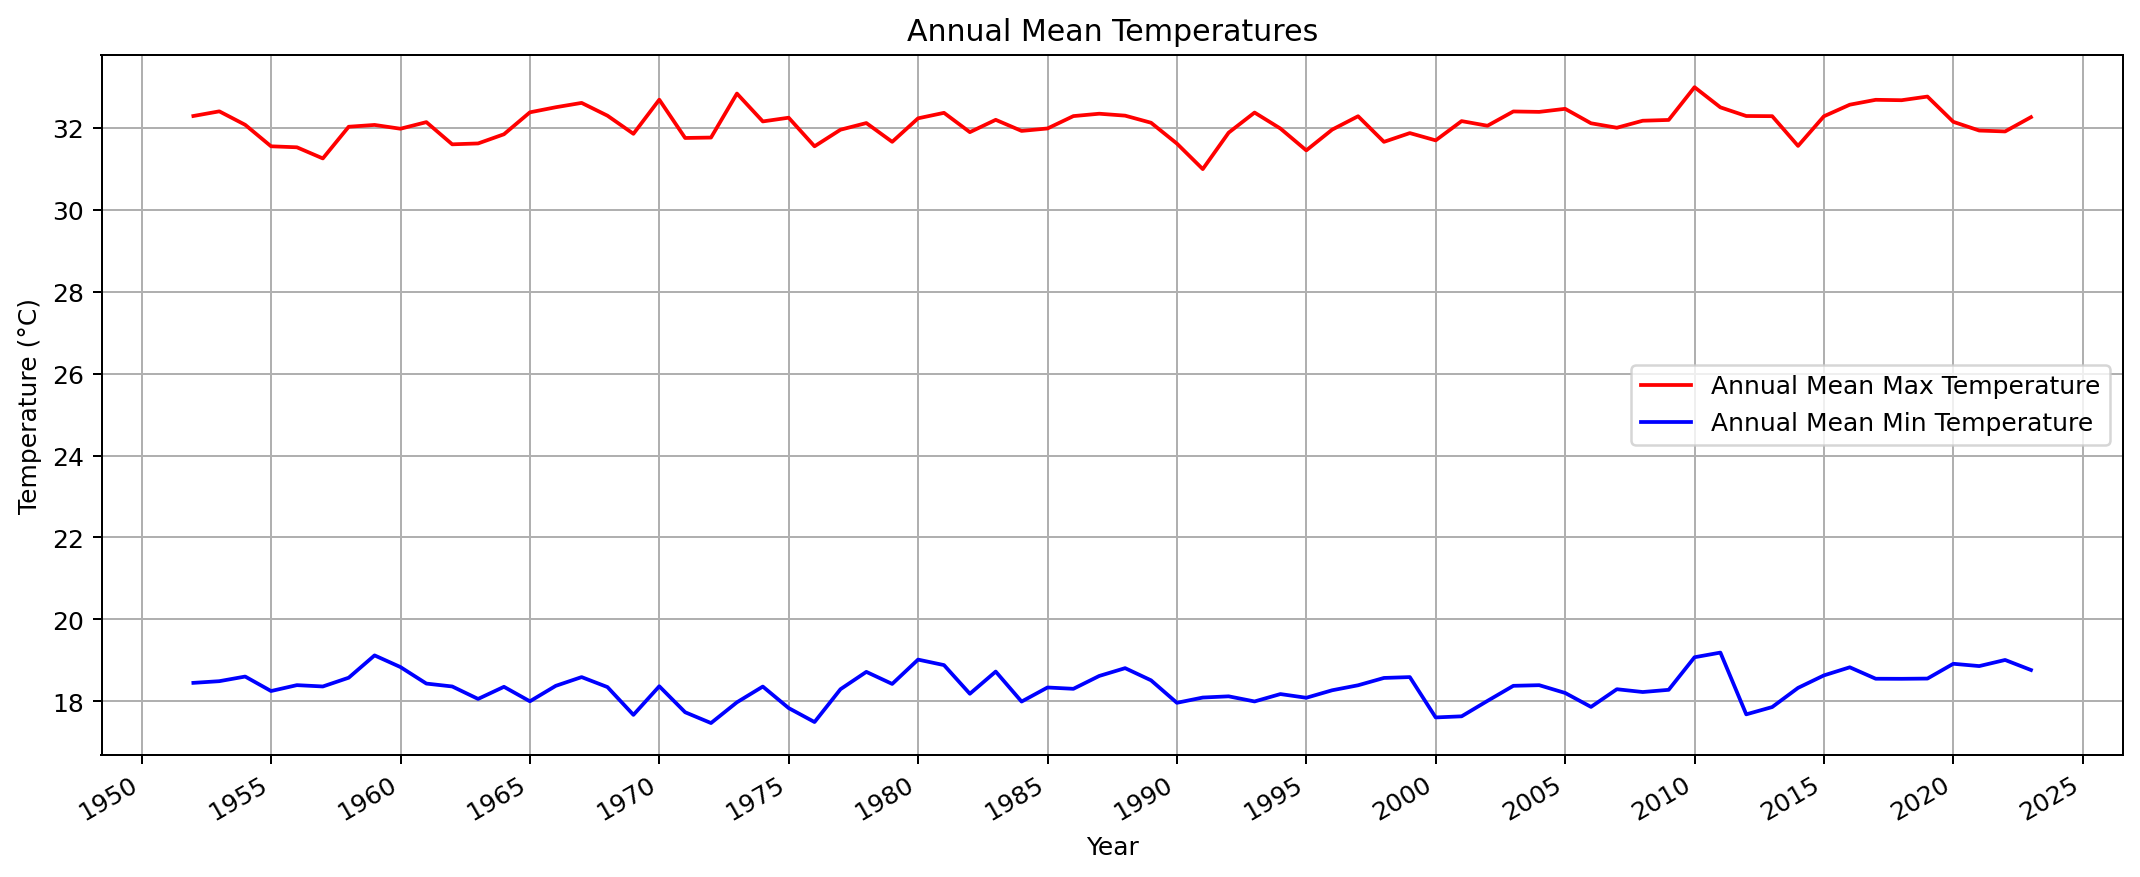 Annual Mean Temperatures
Temperature (°C)
32
30
28
26
24
22
20
18
Annual Mean Max Temperature
Annual Mean Min Temperature
1950 1955 1960 1965 1970 1975 1980 1985 1990 1995 2000 2005 2010 2015 2020 2025
Year